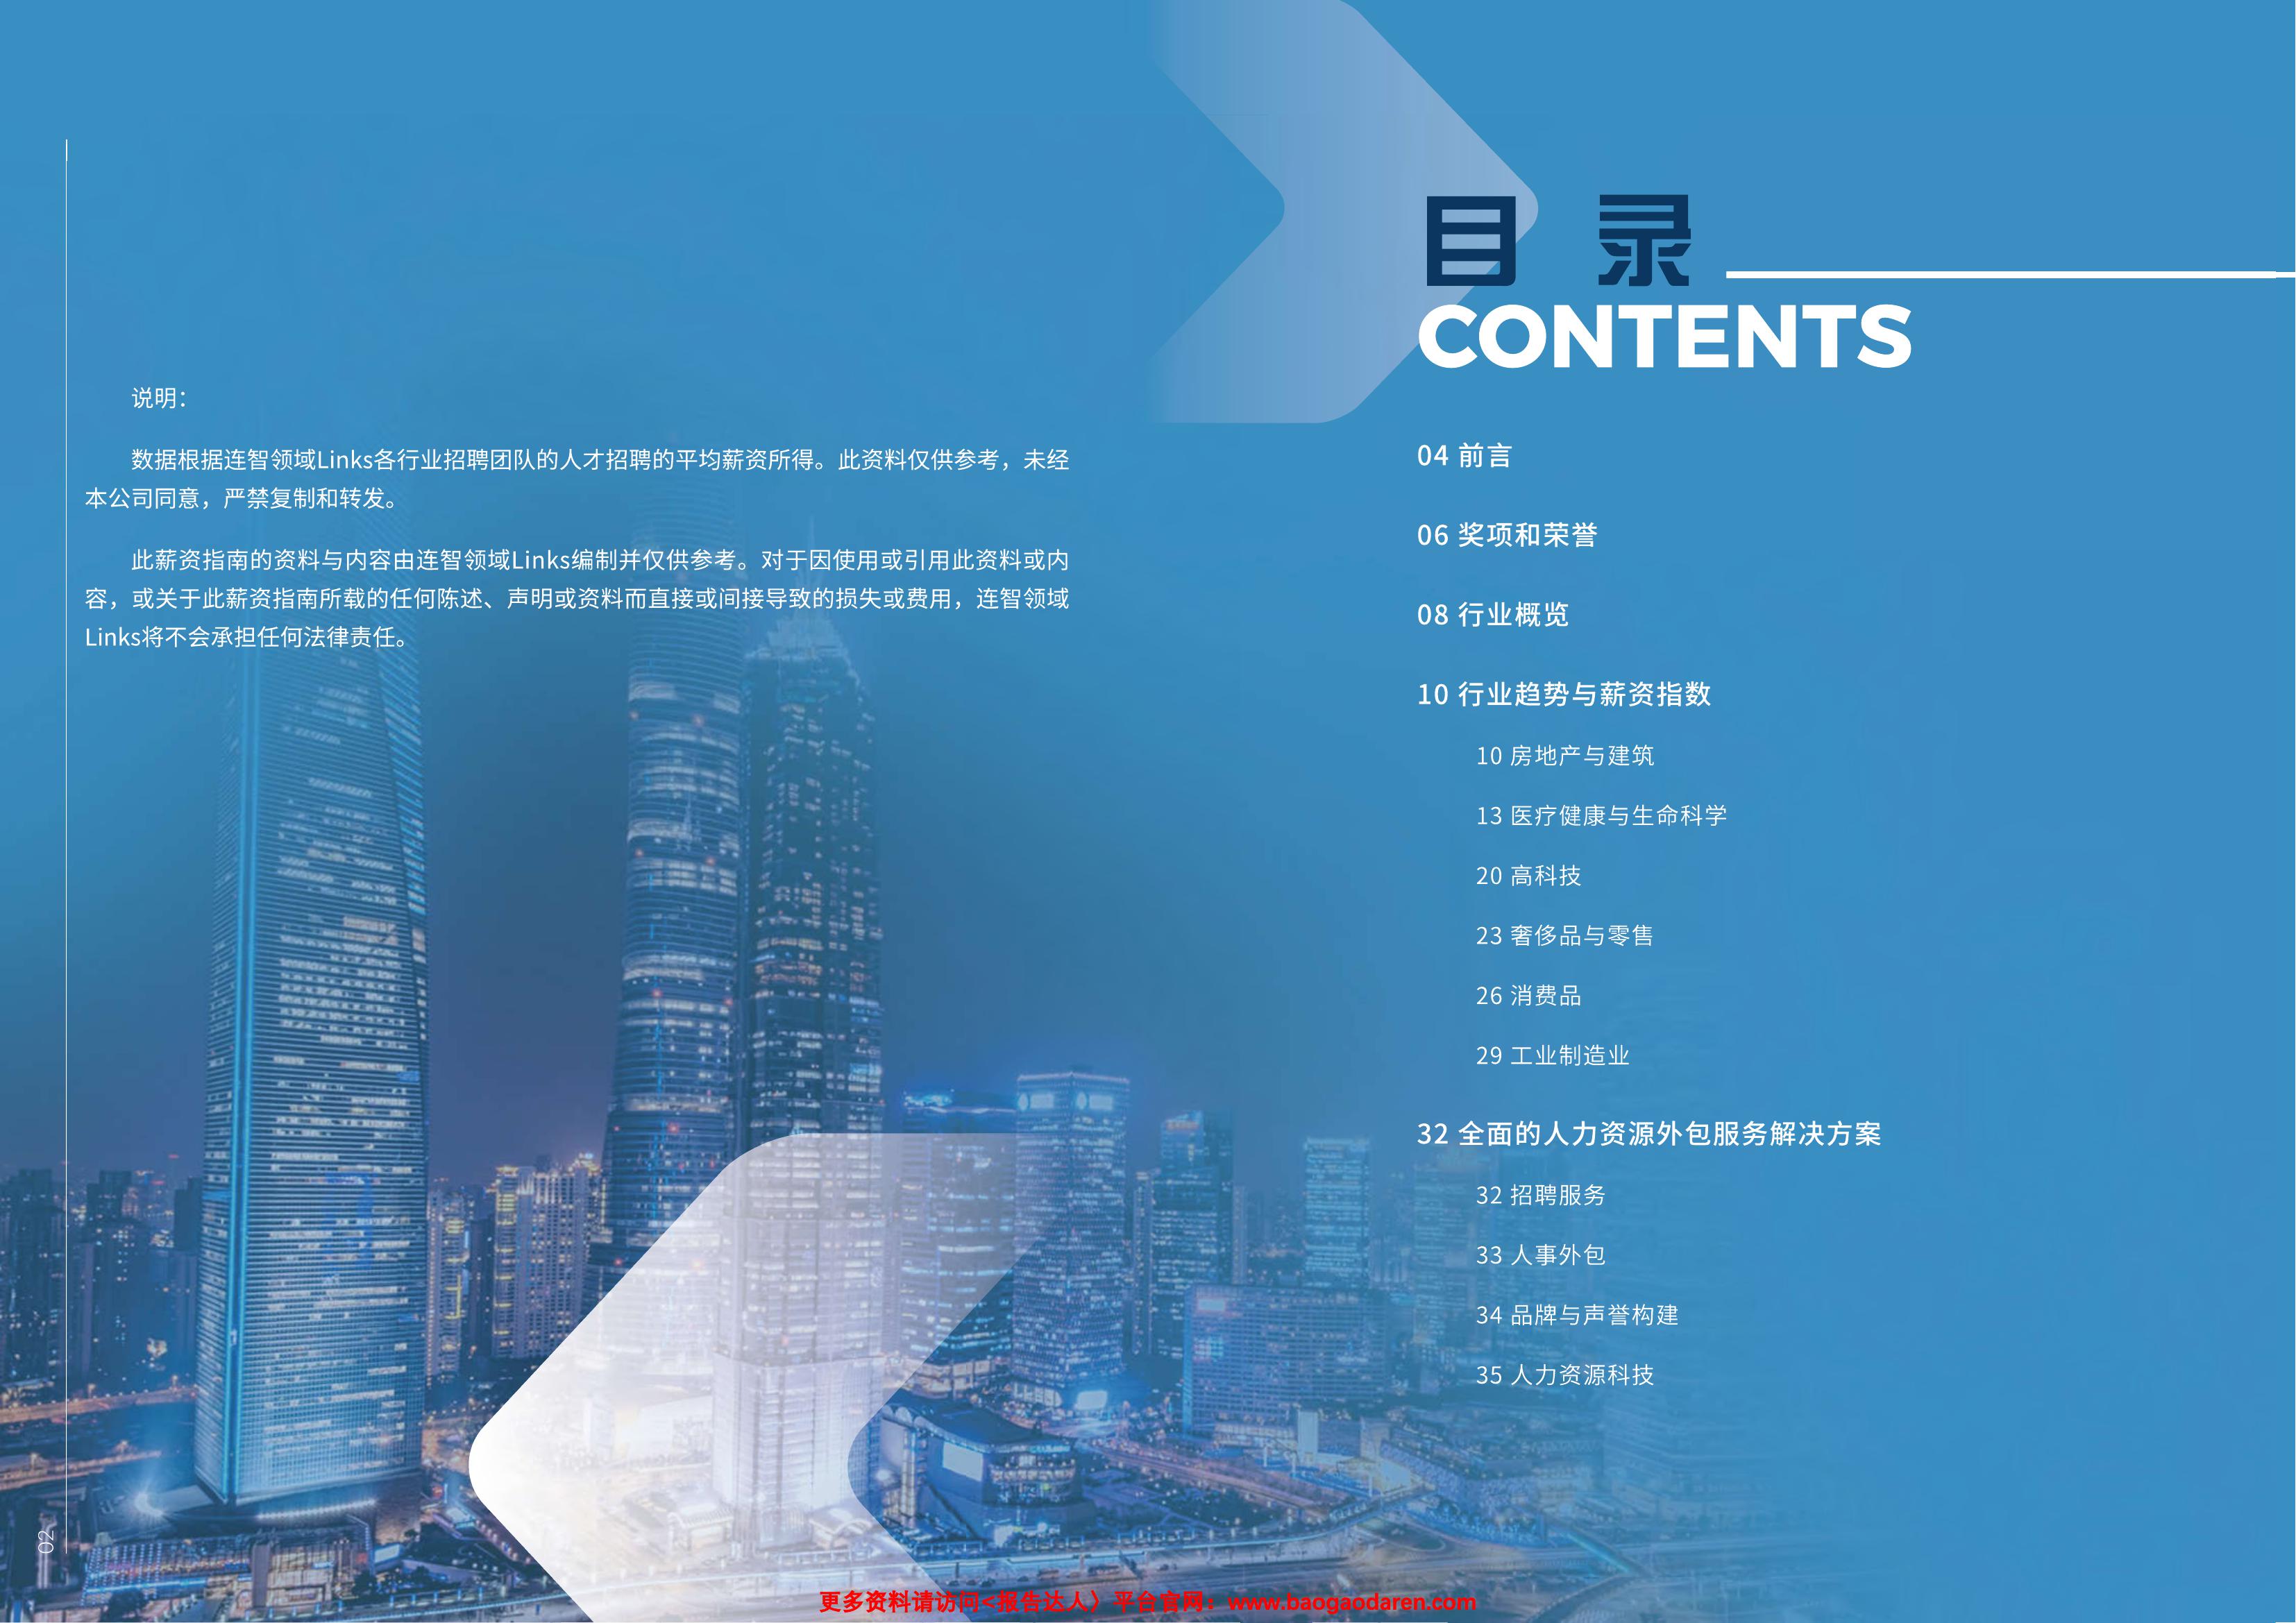 说明：
数据根据连智领域Links各行业招聘团队的人才招聘的平均薪资所得。此资料仅供参考，未经
本公司同意，严禁复制和转发。
此薪资指南的资料与内容由连智领域Links编制并仅供参考。对于因使用或引用此资料或内
容，或关于此薪资指南所载的任何陈述、声明或资料而直接或间接导致的损失或费用，连智领域
Links将不会承担任何法律责任。
02
目 录
CONTENTS
04 前言
06 奖项和荣誉
08 行业概览
10 行业趋势与薪资指数
10 房地产与建筑
13 医疗健康与生命科学
20 高科技
23 奢侈品与零售
26 消费品
29 工业制造业
32 全面的人力资源外包服务解决方案
32 招聘服务
33 人事外包
34 品牌与声誉构建
35 人力资源科技
更多资料请访问<报告达人〉平台官网：www.baogaodaren.com